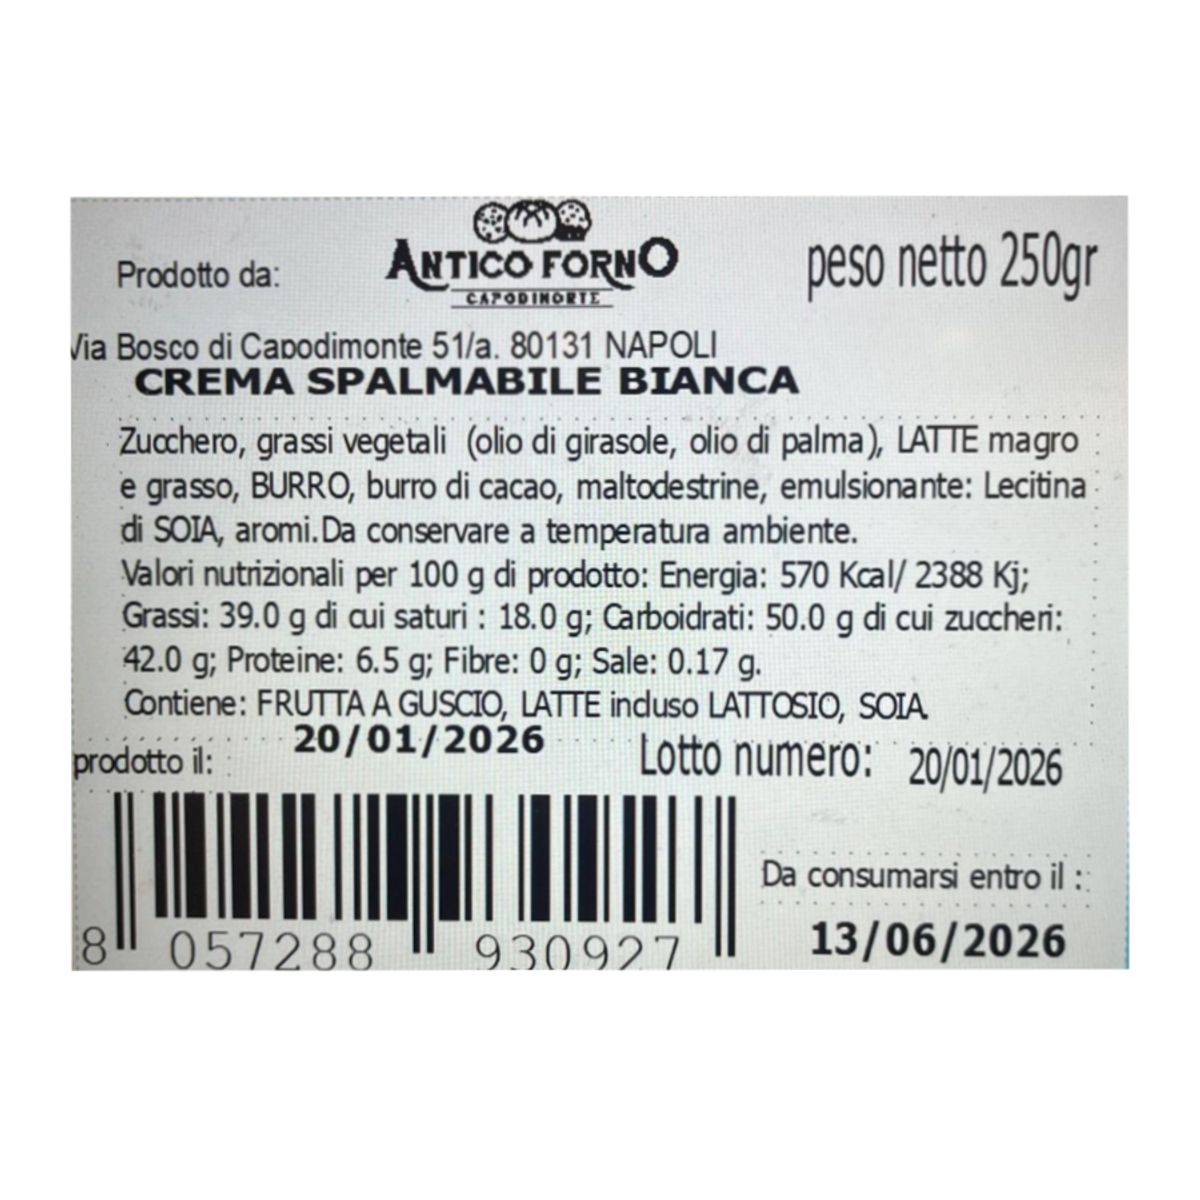 Prodotto da:
ANTICO FORNO
CAPODIMONTE
peso netto 250gr
Via Bosco di Capodimonte 51/a. 80131 NAPOLI
CREMA SPALMABILE BIANCA
Zucchero, grassi vegetali (olio di girasole, olio di palma), LATTE magro
e grasso, BURRO, burro di cacao, maltodestrine, emulsionante: Lecitina
di SOIA, aromi.Da conservare a temperatura ambiente.
Valori nutrizionali per 100 g di prodotto: Energia: 570 Kcal/ 2388 Kj;
Grassi: 39.0 g di cui saturi : 18.0 g; Carboidrati: 50.0 g di cui zuccheri:
42.0 g; Proteine: 6.5 g; Fibre: 0 g; Sale: 0.17 g.
Contiene: FRUTTA A GUSCIO, LATTE incluso LATTOSIO, SOIA.
prodotto il: 20/01/2026
Lotto numero: 20/01/2026
Da consumarsi entro il :
13/06/2026
8 057288 930927